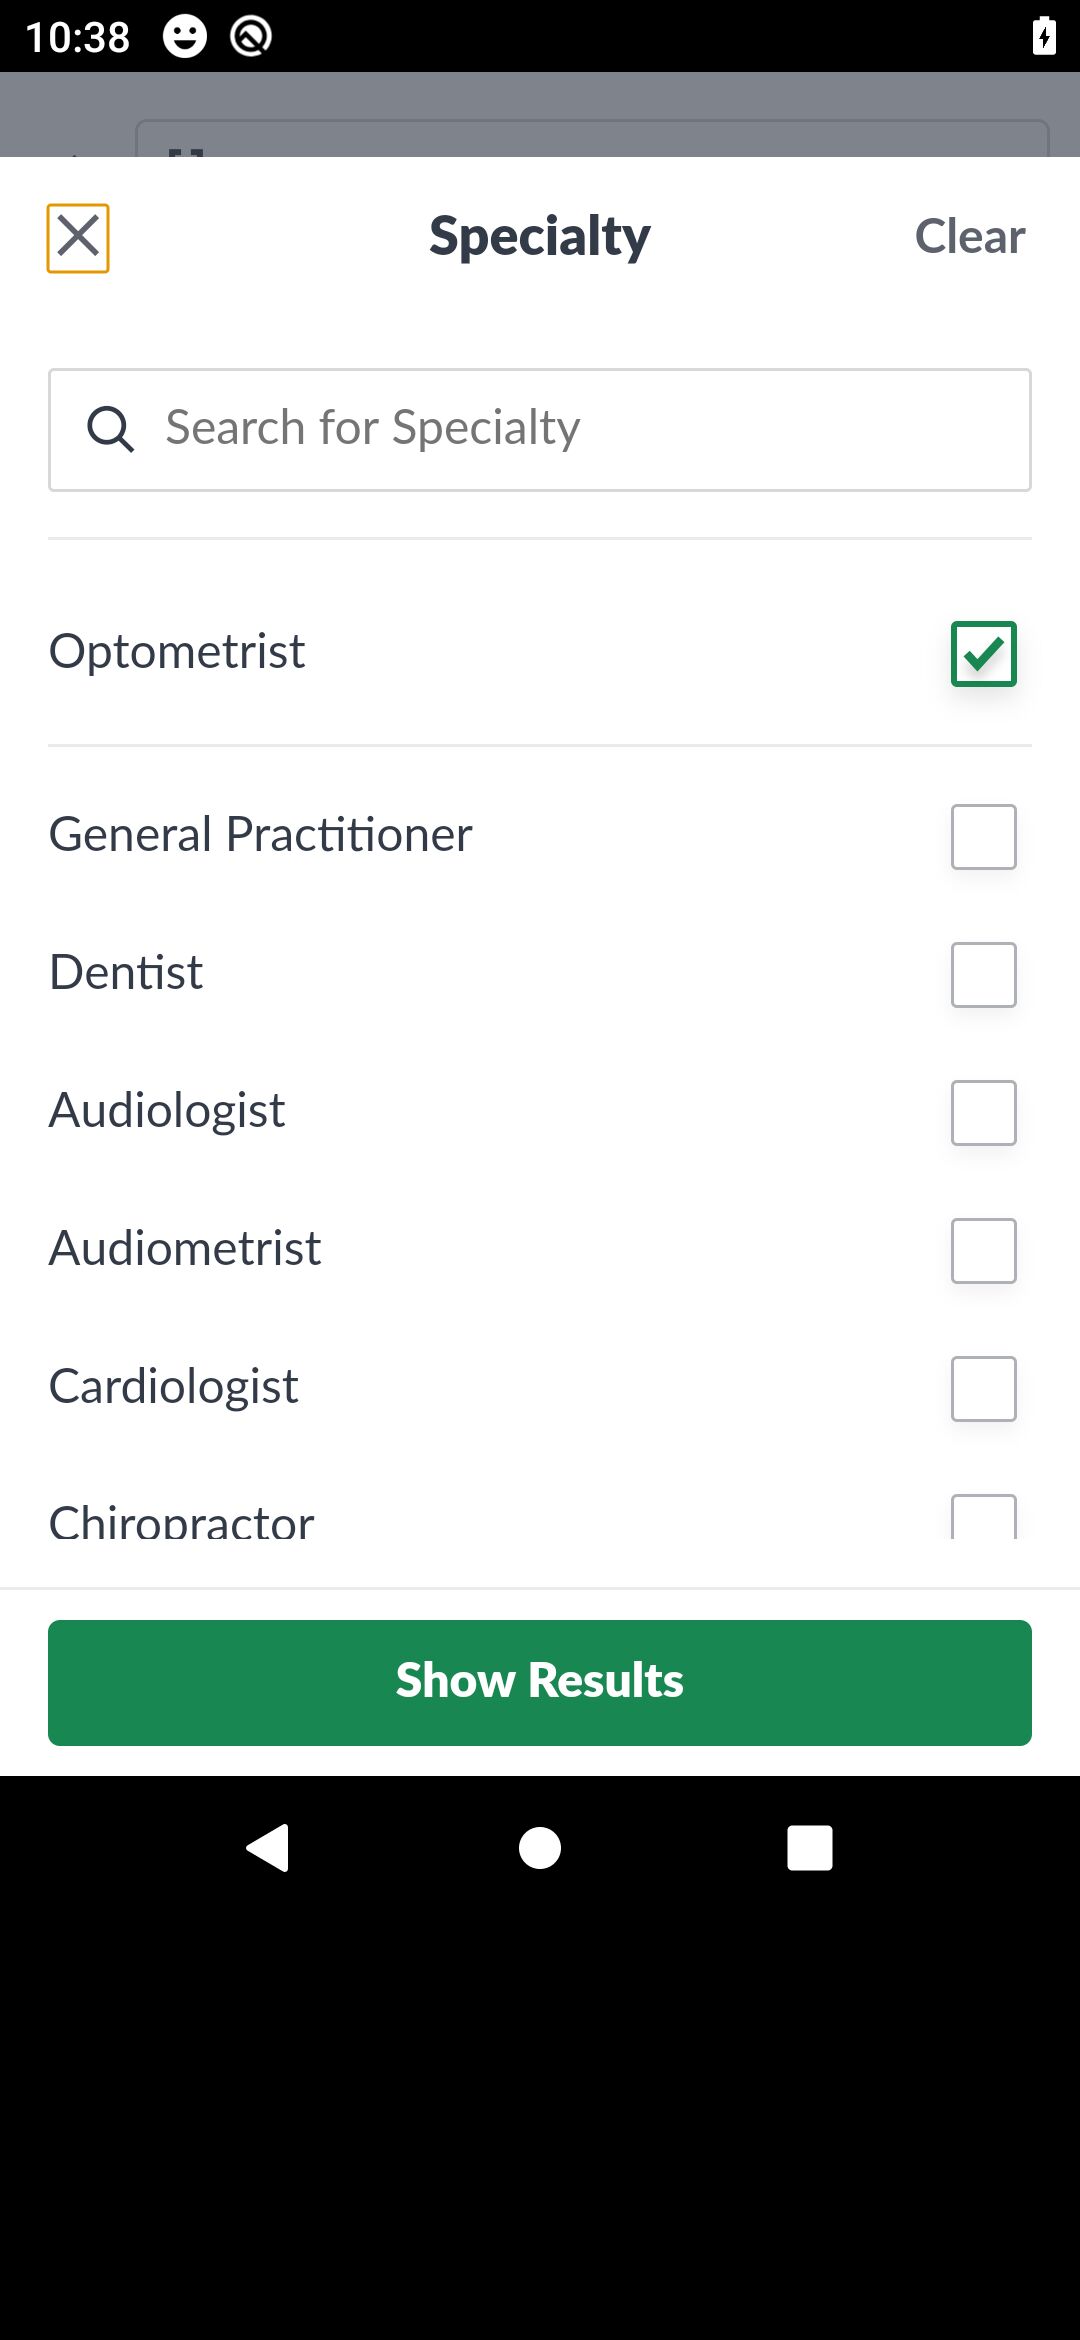 10:38
Specialty
Clear
Search for Specialty
Optometrist
General Practitioner
Dentist
Audiologist
Audiometrist
Cardiologist
Chiropractor
Show Results